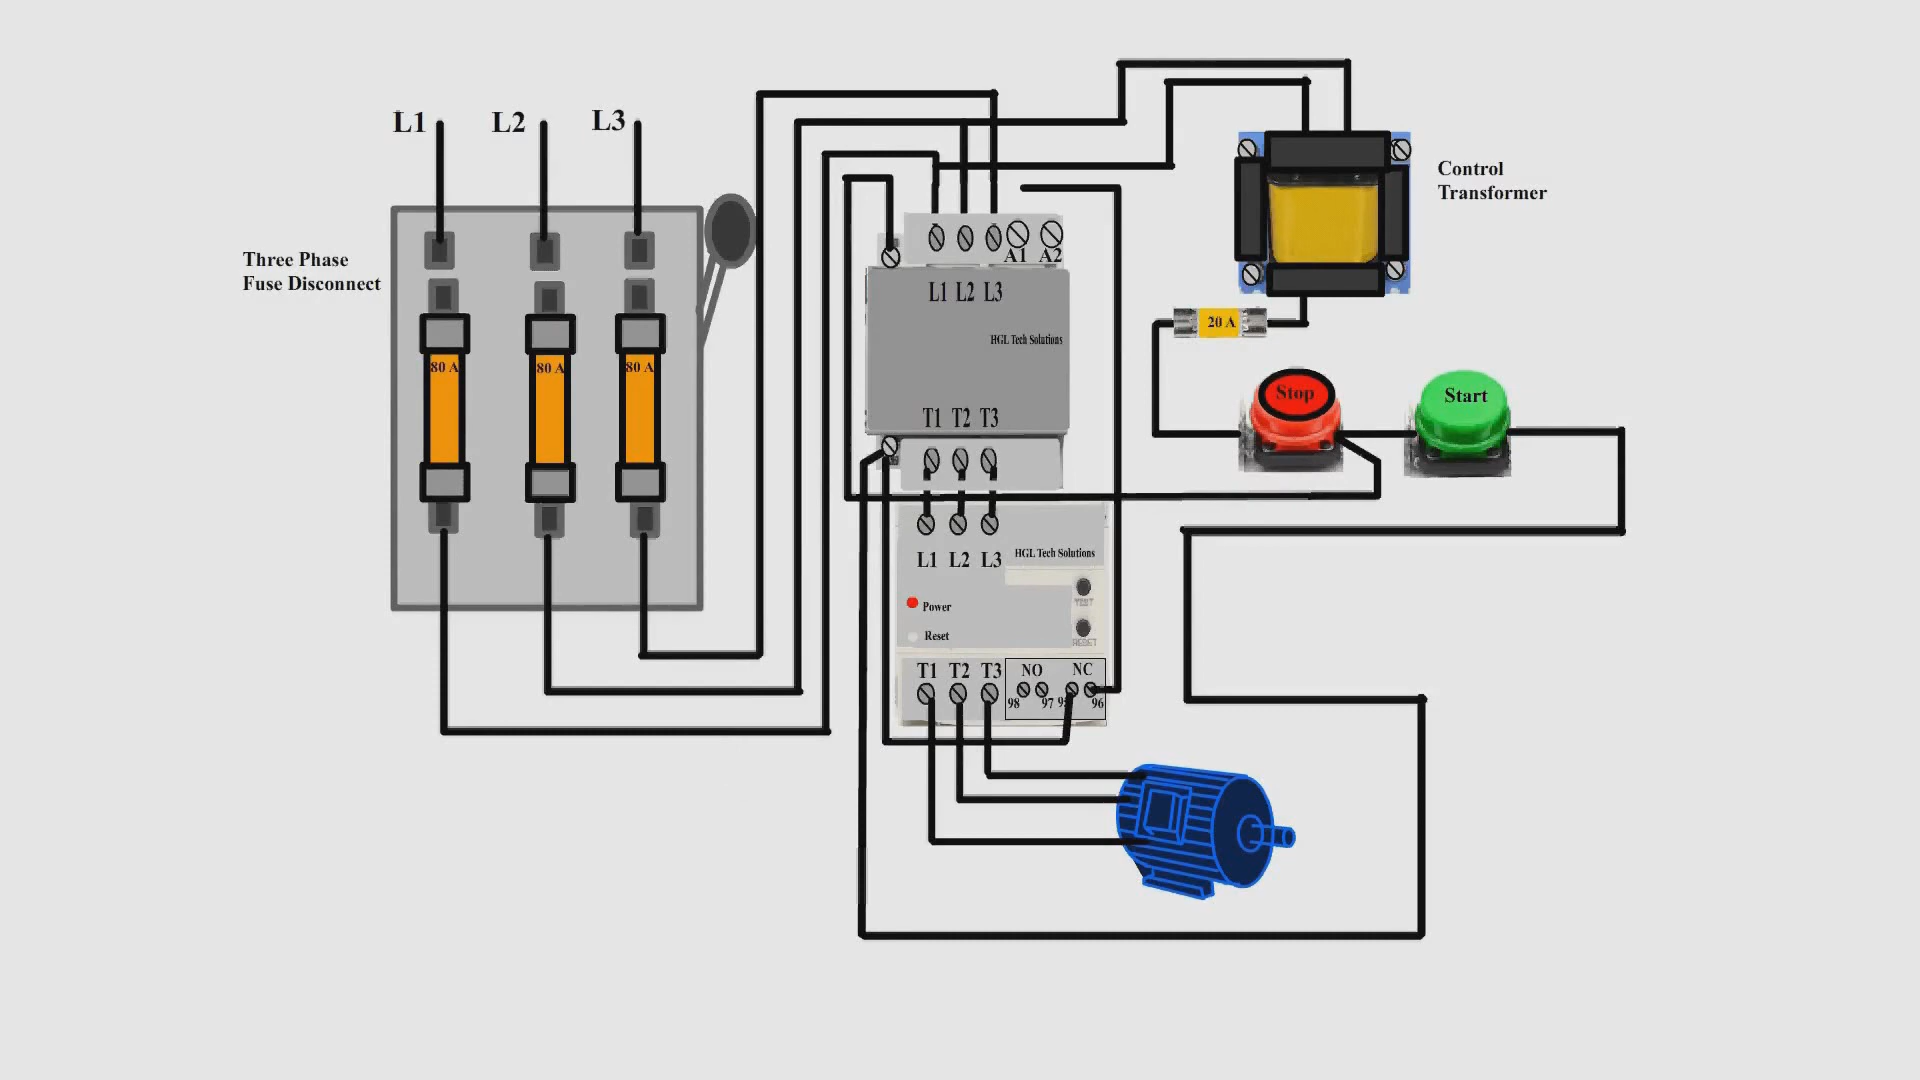 L1
L2
L3
Control
Transformer
Three Phase
Fuse Disconnect
A1
A2
L1
L2
L3
20 A
HGL Tech Solutions
80 A
80 A
80 A
Stop
Start
T1
T2
T3
L1
L2
L3
HGL Tech Solutions
TEST
Power
Reset
RESET
T1
T2
T3
NO
NC
98
97
96